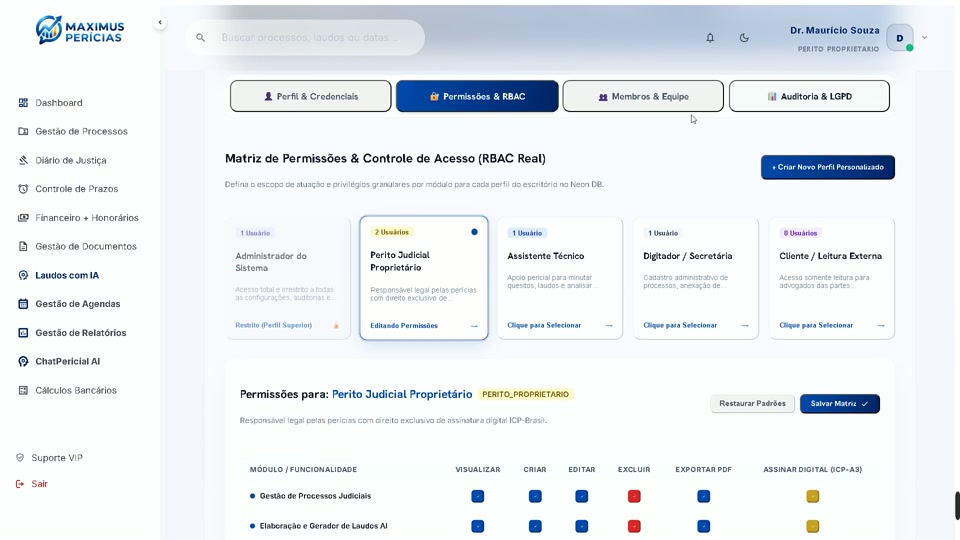 MAXIMUS
PERÍCIAS
Buscar processos, laudos ou datas...
Dr. Maurício Souza
PERITO PROPRIETARIO
D
Dashboard
Gestão de Processos
Diário de Justiça
Controle de Prazos
Financeiro + Honorários
Gestão de Documentos
Laudos com IA
Gestão de Agendas
Gestão de Relatórios
ChatPericial AI
Cálculos Bancários
Suporte VIP
Sair
Perfil & Credenciais
Permissões & RBAC
Membros & Equipe
Auditoria & LGPD
Matriz de Permissões & Controle de Acesso (RBAC Real)
Defina o escopo de atuação e privilégios granulares por módulo para cada perfil do escritório no Neon DB.
+ Criar Novo Perfil Personalizado
1 Usuário
Administrador do
Sistema
Acesso total e irrestrito a todas
as configurações, auditorias e...
Restrito (Perfil Superior)
2 Usuários
Perito Judicial
Proprietário
Responsável legal pelas perícias
com direito exclusivo de...
Editando Permissões →
1 Usuário
Assistente Técnico
Apoio pericial para minutar
quesitos, laudos e analisar...
Clique para Selecionar →
1 Usuário
Digitador / Secretária
Cadastro administrativo de
processos, anexação de...
Clique para Selecionar →
0 Usuários
Cliente / Leitura Externa
Acesso somente leitura para
advogados das partes...
Clique para Selecionar →
Permissões para: Perito Judicial Proprietário PERITO_PROPRIETARIO
Responsável legal pelas perícias com direito exclusivo de assinatura digital ICP-Brasil.
Restaurar Padrões
Salvar Matriz ✓
MÓDULO / FUNCIONALIDADE VISUALIZAR CRIAR EDITAR EXCLUIR EXPORTAR PDF ASSINAR DIGITAL (ICP-A3)
Gestão de Processos Judiciais
Elaboração e Gerador de Laudos AI